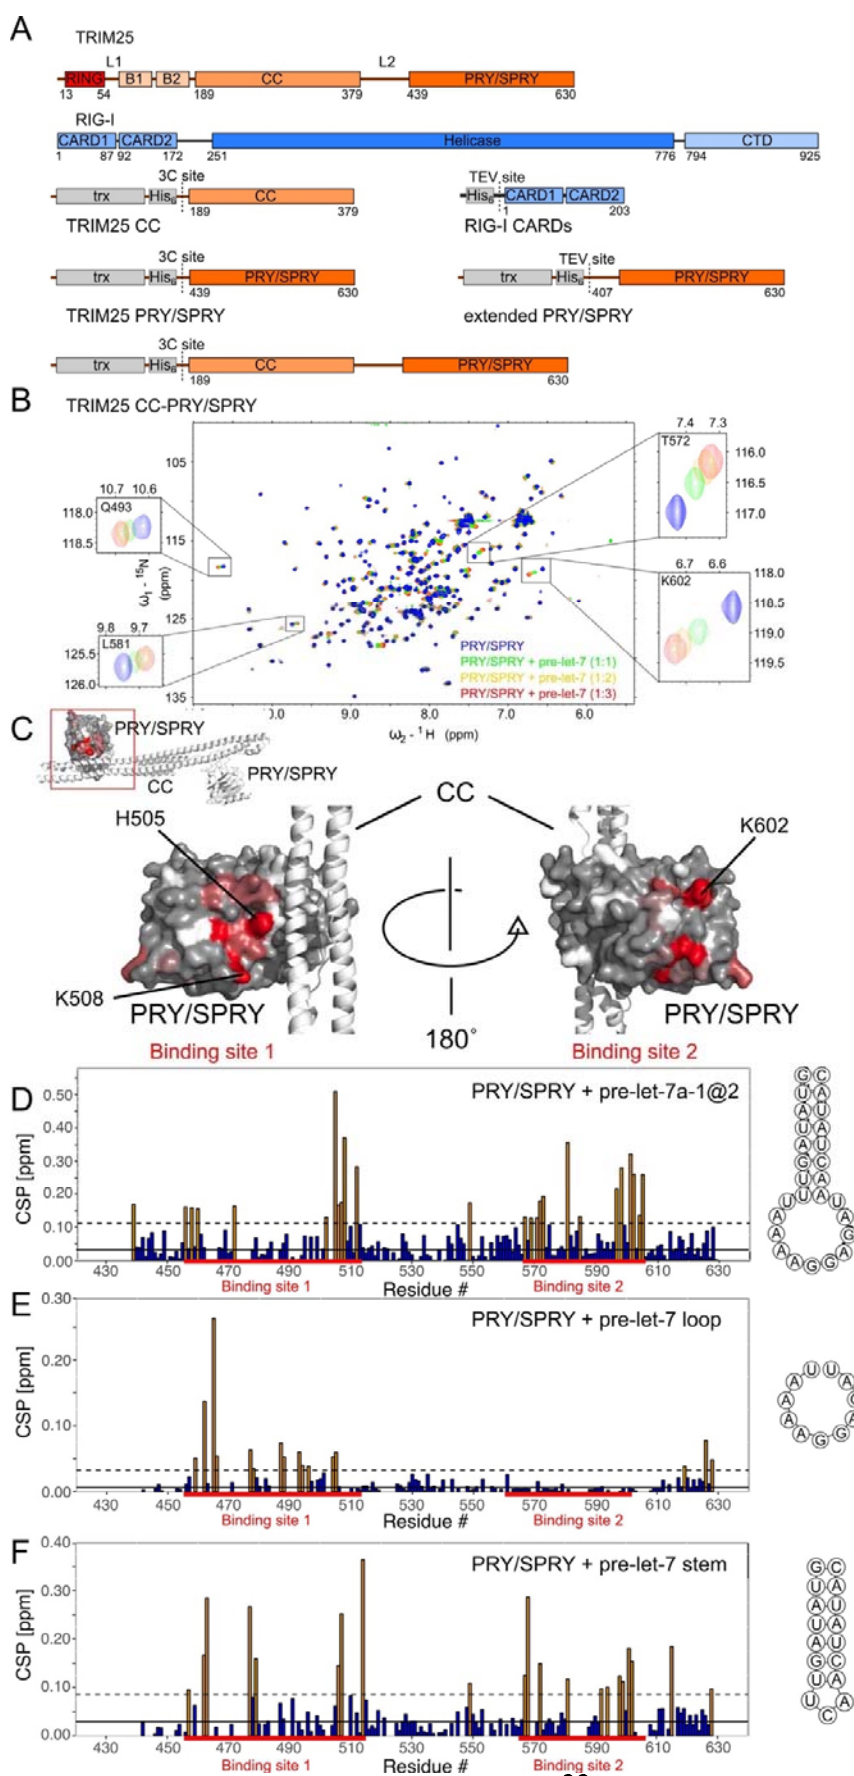 A
TRIM25
L1
L2
RING
B1
B2
CC
PRY/SPRY
13
54
189
379
439
630
RIG-I
CARD1
CARD2
Helicase
CTD
1
87
92
172
251
776
794
925
3C site
trx
His6
CC
189
379
TRIM25 CC
TEV site
His6
CARD1
CARD2
1
203
RIG-I CARDs
3C site
trx
His6
PRY/SPRY
439
630
TRIM25 PRY/SPRY
TEV site
trx
His6
PRY/SPRY
407
630
extended PRY/SPRY
3C site
trx
His6
CC
PRY/SPRY
189
630
TRIM25 CC-PRY/SPRY
B
105
115
125
135
ω1 - 15N
(ppm)
10.7 10.6
Q493
118.0
118.5
9.8 9.7
L581
125.5
126.0
7.4 7.3
T572
116.0
116.5
117.0
6.7 6.6
K602
118.0
118.5
119.0
119.5
PRY/SPRY
PRY/SPRY + pre-let-7 (1:1)
PRY/SPRY + pre-let-7 (1:2)
PRY/SPRY + pre-let-7 (1:3)
0.0 9.0 8.0 7.0 6.0
ω2 - 1H (ppm)
C
PRY/SPRY
CC
PRY/SPRY
H505
CC
K602
K508
PRY/SPRY
180°
PRY/SPRY
Binding site 1
Binding site 2
D
PRY/SPRY + pre-let-7a-1@2
CSP [ppm]
0.50
0.40
0.30
0.20
0.10
0.00
430 450 470 490 510 530 550 570 590 610 630
Binding site 1
Residue #
Binding site 2
E
PRY/SPRY + pre-let-7 loop
CSP [ppm]
0.30
0.20
0.10
0.00
430 450 470 490 510 530 550 570 590 610 630
Binding site 1
Residue #
Binding site 2
F
PRY/SPRY + pre-let-7 stem
CSP [ppm]
0.40
0.30
0.20
0.10
0.00
430 450 470 490 510 530 550 570 590 610 630
Binding site 1
Residue #
Binding site 2